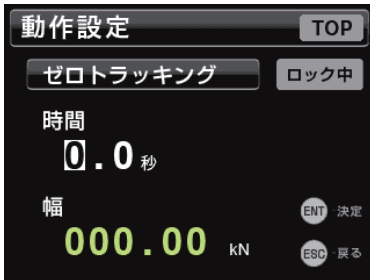 動作設定 TOP
ゼロトラッキング ロック中
時間
0.0 秒
幅
ENT 決定
000.00 kN
ESC 戻る